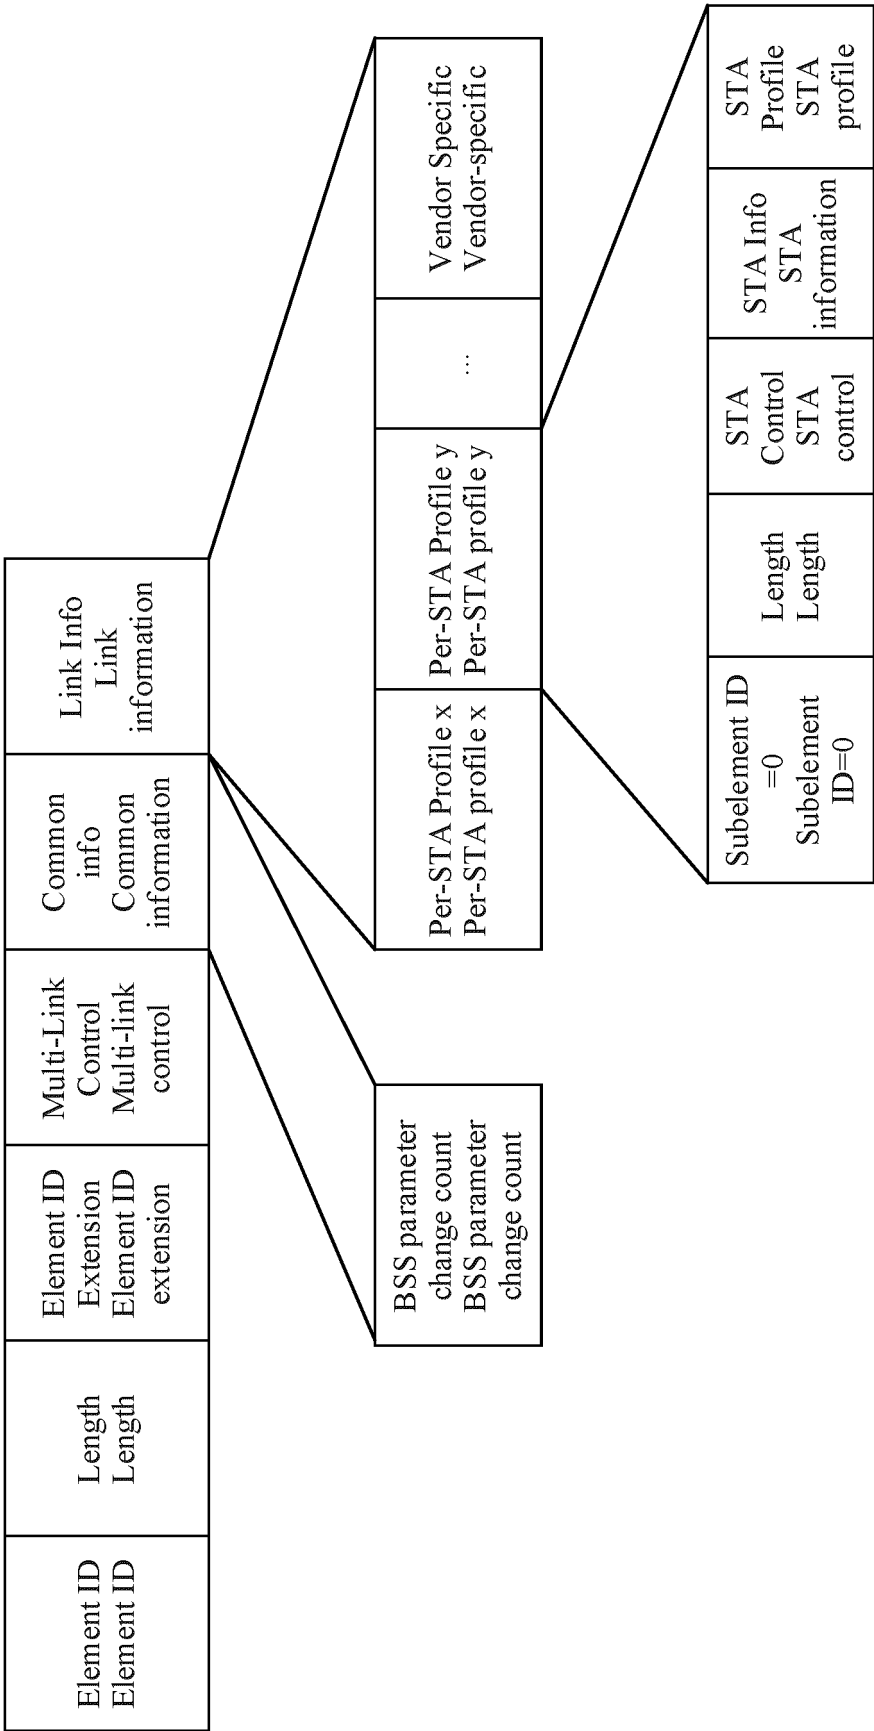 Element ID
Element ID
Length
Length
Element ID
Extension
Element ID
extension
Multi-Link
Control
Multi-link
control
Common
info
Common
information
Link Info
Link
information
BSS parameter
change count
BSS parameter
change count
Per-STA Profile x
Per-STA profile x
Per-STA Profile y
Per-STA profile y
...
Vendor Specific
Vendor-specific
Subelement ID
=0
Subelement
ID=0
Length
Length
STA
Control
STA
control
STA Info
STA
information
STA
Profile
STA
profile